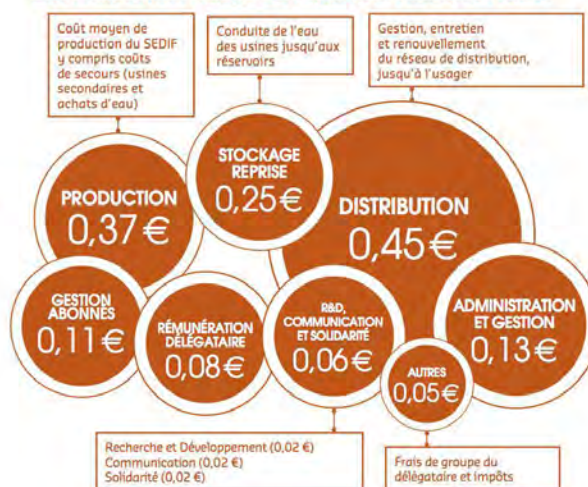 Coût moyen de
production du SEDIF
y compris coûts
de secours (usines
secondaires et
achats d'eau)
Conduite de l'eau
des usines jusqu'aux
réservoirs
Gestion, entretien
et renouvellement
du réseau de distribution,
jusqu'à l'usager
PRODUCTION
0,37 €
STOCKAGE
REPRISE
0,25 €
DISTRIBUTION
0,45 €
GESTION
ABONNÉS
0,11 €
RÉMUNÉRATION
DÉLÉGATAIRE
0,08 €
R&D,
COMMUNICATION
ET SOLIDARITÉ
0,06 €
AUTRES
0,05 €
ADMINISTRATION
ET GESTION
0,13 €
Recherche et Développement (0,02 €)
Communication (0,02 €)
Solidarité (0,02 €)
Frais de groupe du
délégataire et impôts